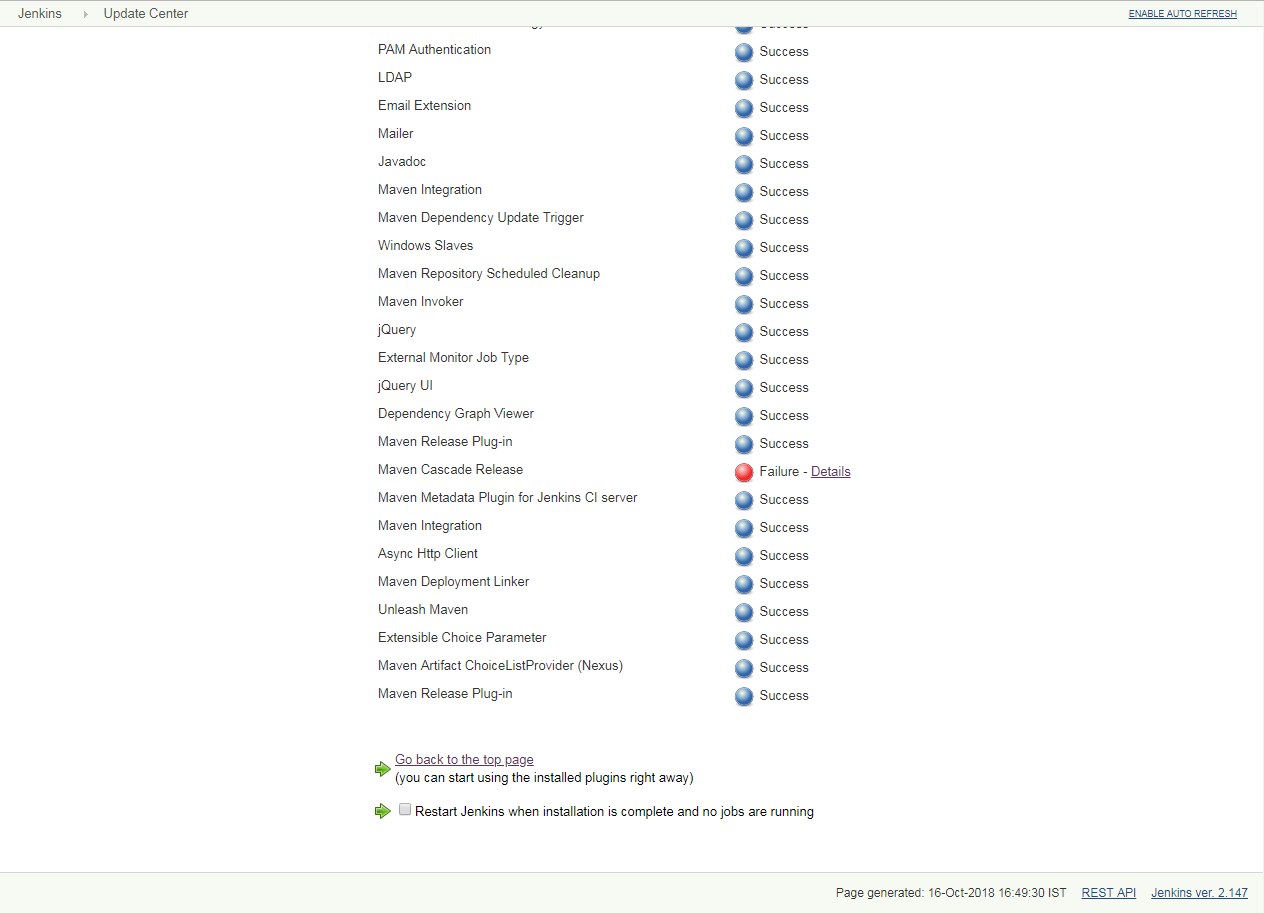 Jenkins Update Center ENABLE AUTO REFRESH
PAM Authentication Success
LDAP Success
Email Extension Success
Mailer Success
Javadoc Success
Maven Integration Success
Maven Dependency Update Trigger Success
Windows Slaves Success
Maven Repository Scheduled Cleanup Success
Maven Invoker Success
jQuery Success
External Monitor Job Type Success
jQuery UI Success
Dependency Graph Viewer Success
Maven Release Plug-in Success
Maven Cascade Release Failure - Details
Maven Metadata Plugin for Jenkins CI server Success
Maven Integration Success
Async Http Client Success
Maven Deployment Linker Success
Unleash Maven Success
Extensible Choice Parameter Success
Maven Artifact ChoiceListProvider (Nexus) Success
Maven Release Plug-in Success
Go back to the top page
(you can start using the installed plugins right away)
Restart Jenkins when installation is complete and no jobs are running
Page generated: 16-Oct-2018 16:49:30 IST REST API Jenkins ver. 2.147